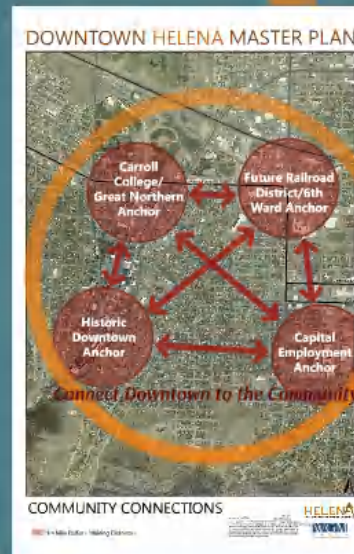 DOWNTOWN HELENA MASTER PLAN
Carroll
College/
Great Northern
Anchor
Future Railroad
District/6th
Ward Anchor
Historic
Downtown
Anchor
Capital
Employment
Anchor
Connect Downtown to the Community
COMMUNITY CONNECTIONS
HELENA